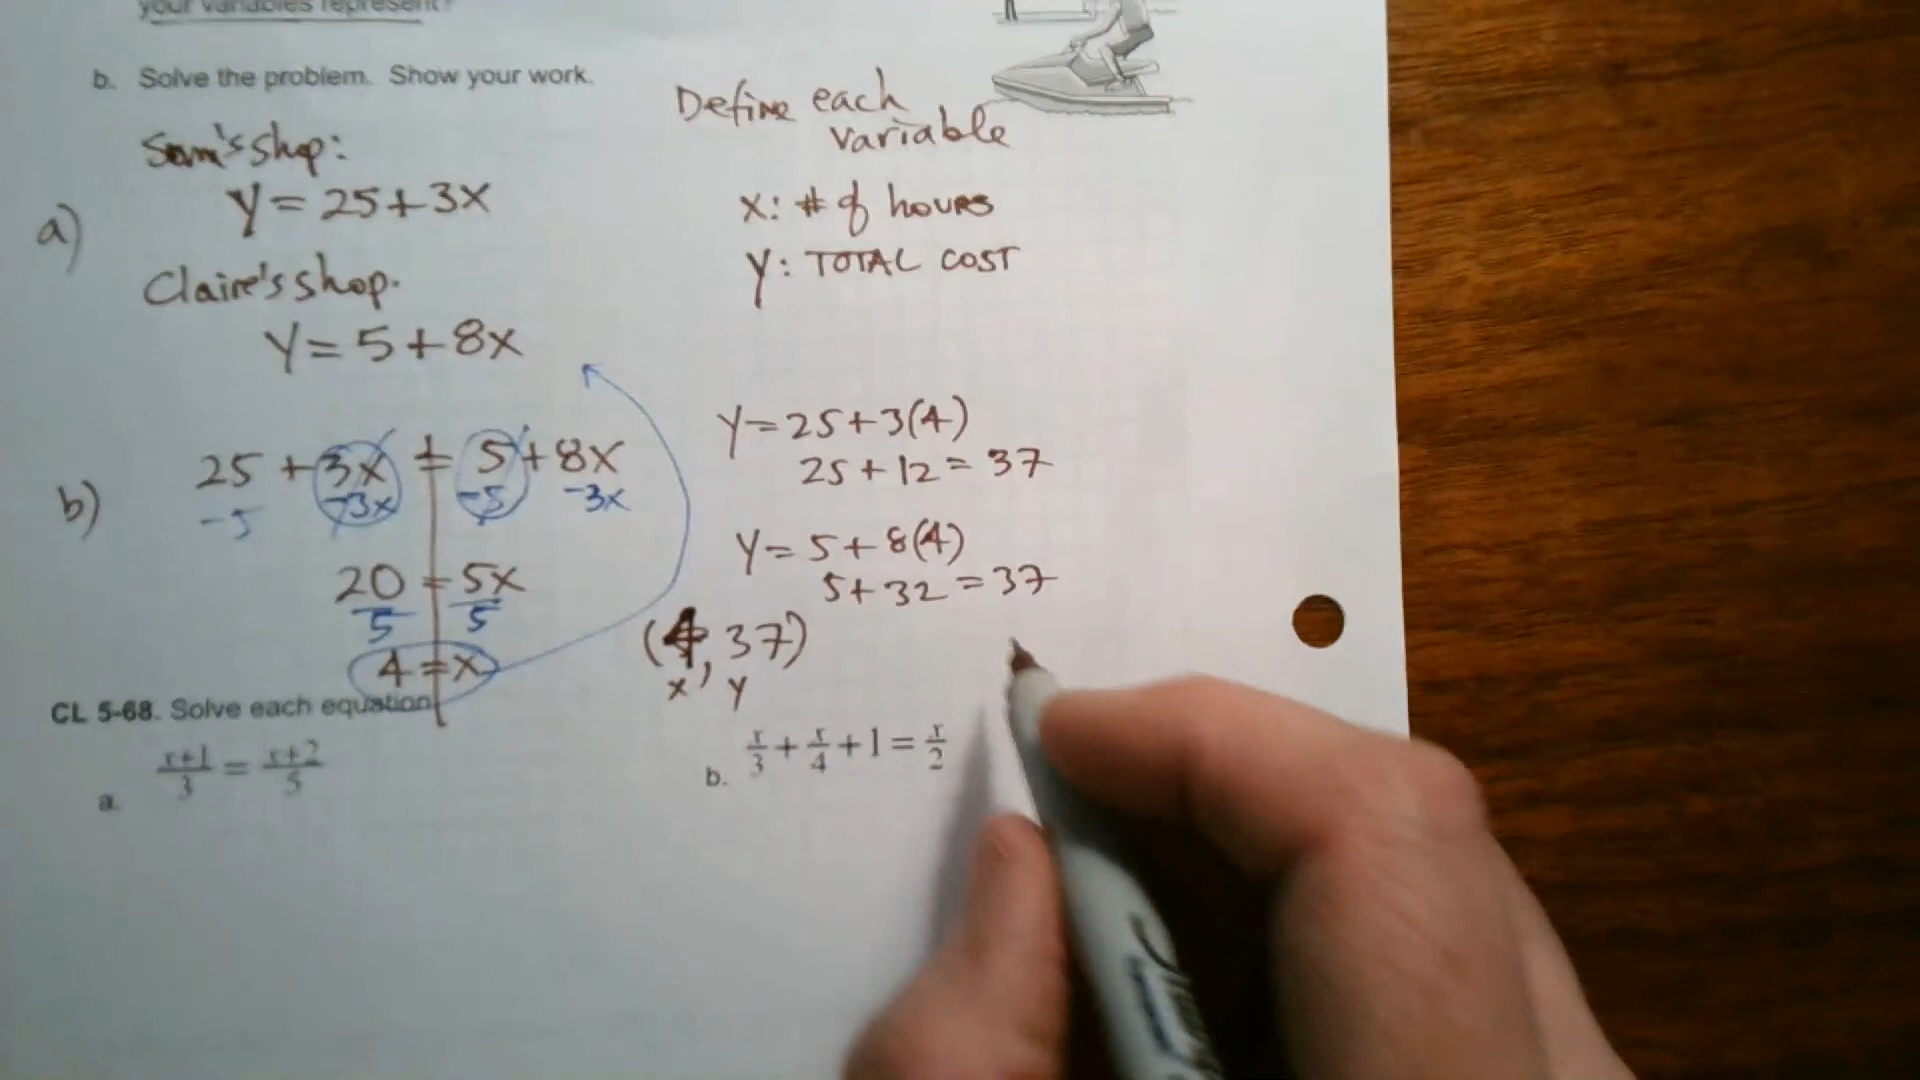 your variables represent?
b. Solve the problem. Show your work.
Define each
variable
Sam's shop:
a)
y = 25+3x
x: # of hours
y: TOTAL COST
Claire's shop.
y = 5+8x
b)
25 + 3x = 5 + 8x
-5 -3x -5 -3x
20 = 5x
5 5
4 = x
y = 25+3(4)
25+12 = 37
y = 5+8(4)
5+32 = 37
(4, 37)
x, y
CL 5-68. Solve each equation.
a. x+1/3 = x+2/5
b. x/3 + x/4 + 1 = x/2